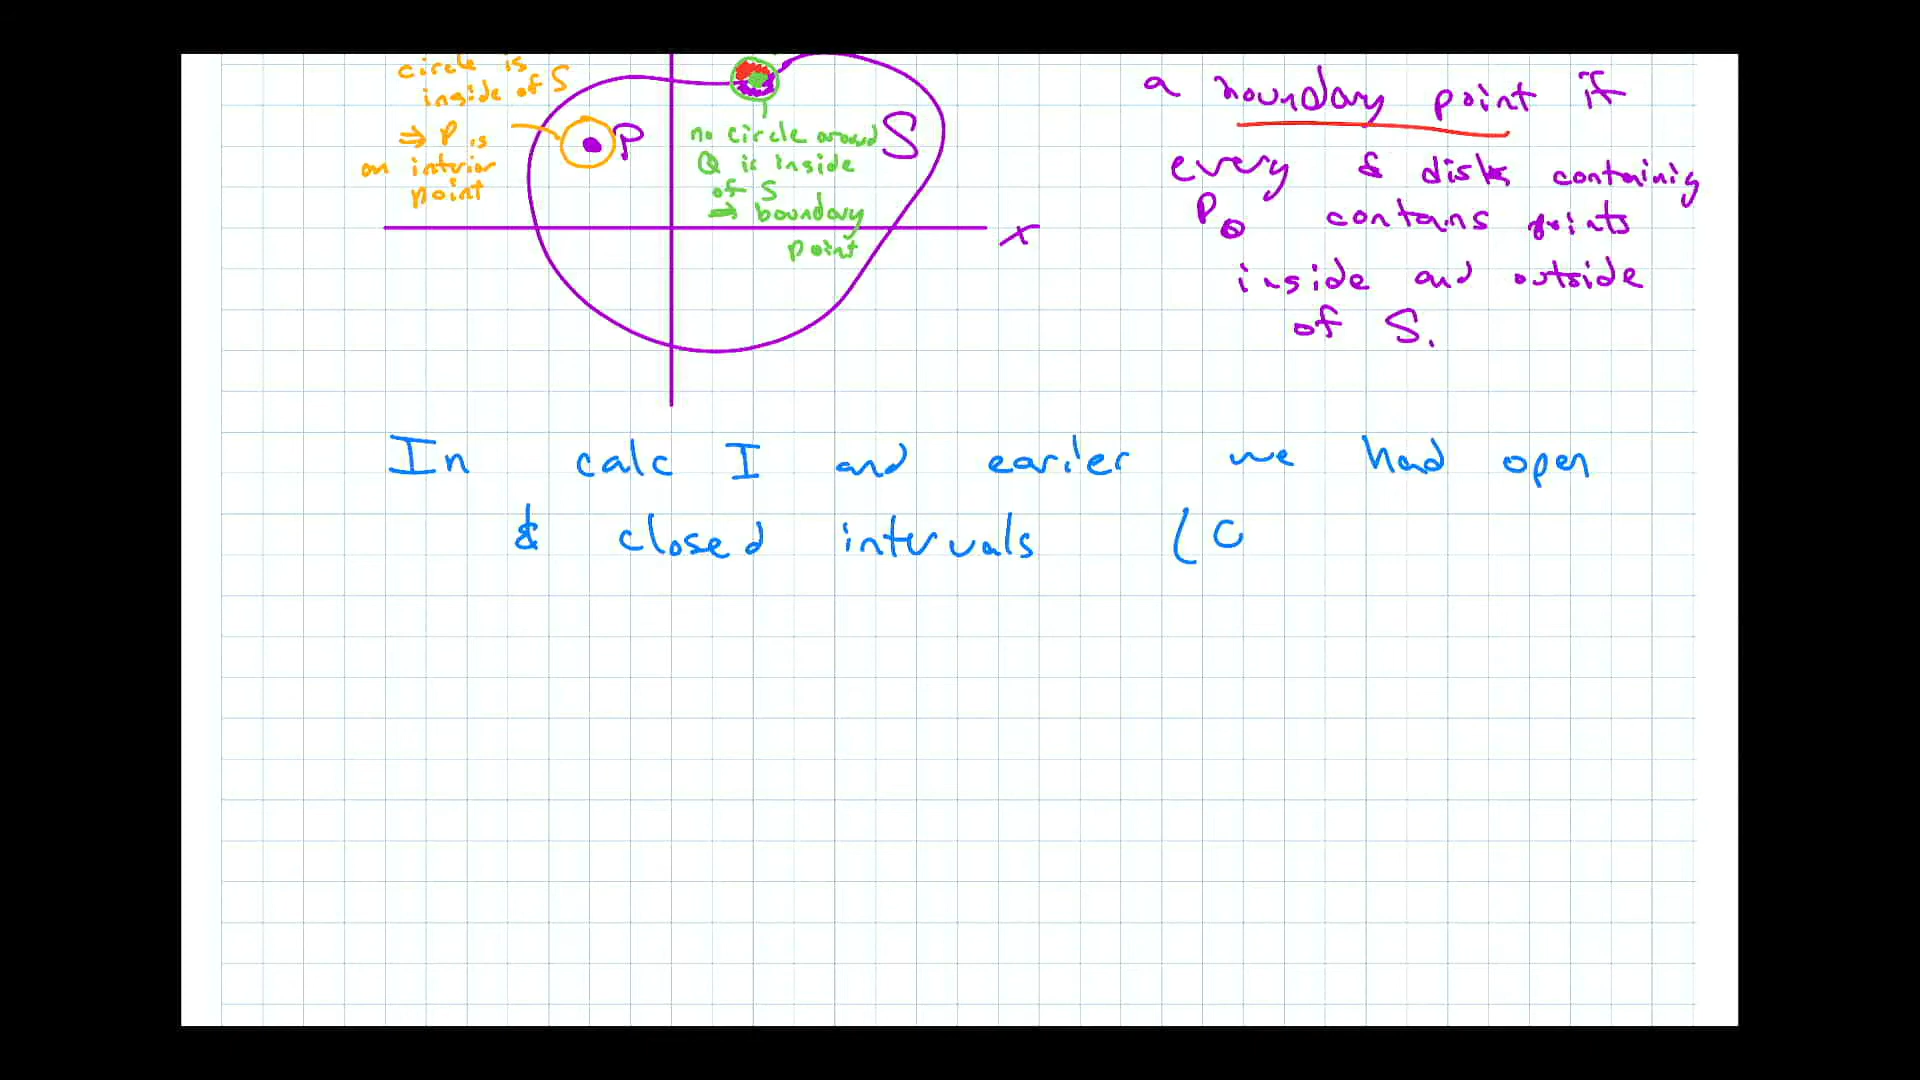 circle is
inside of S
⇒ P is
an interior
point
P
no circle around
Q is inside
of S
⇒ boundary
point
S
x
a boundary point if
every & disk containing
P contains points
inside and outside
of S.
In calc I and earlier we had open
& closed intervals (